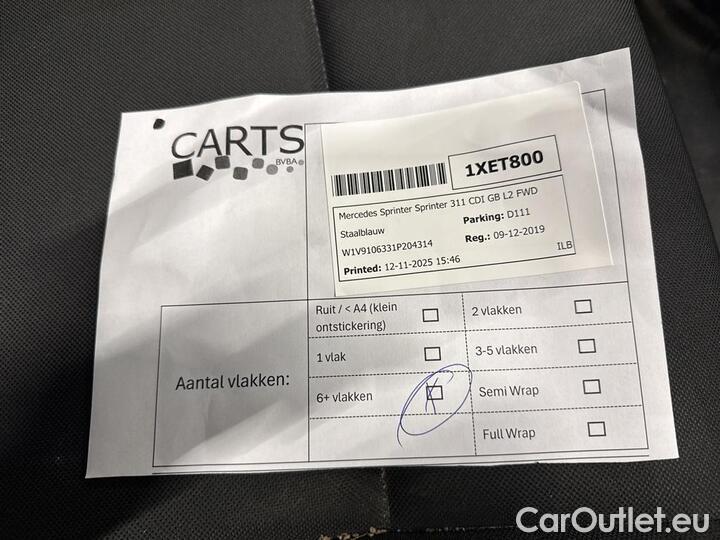 CARTS
BVBA
1XET800
Mercedes Sprinter Sprinter 311 CDI GB L2 FWD
Staalblauw
Parking: D111
W1V9106331P204314
Reg.: 09-12-2019
Printed: 12-11-2025 15:46
ILB
Aantal vlakken:
Ruit / < A4 (klein
ontstickering)
2 vlakken
1 vlak
3-5 vlakken
6+ vlakken
Semi Wrap
Full Wrap
CarOutlet.eu